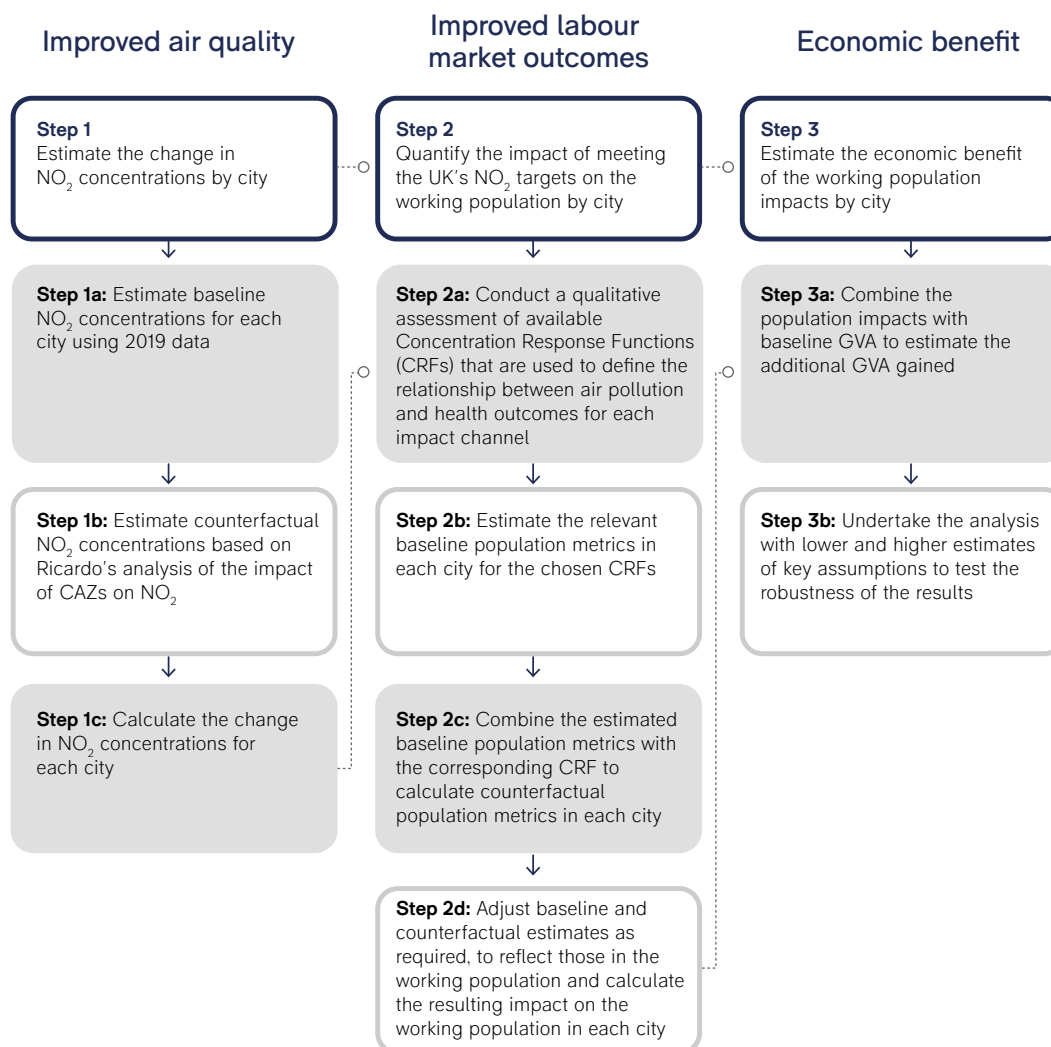 Improved air quality
Improved labour
market outcomes
Economic benefit
Step 1
Estimate the change in
NO₂ concentrations by city
Step 2
Quantify the impact of meeting
the UK's NO₂ targets on the
working population by city
Step 3
Estimate the economic benefit
of the working population
impacts by city
Step 1a: Estimate baseline
NO₂ concentrations for each
city using 2019 data
Step 1b: Estimate counterfactual
NO₂ concentrations based on
Ricardo's analysis of the impact
of CAZs on NO₂
Step 1c: Calculate the change
in NO₂ concentrations for
each city
Step 2a: Conduct a qualitative
assessment of available
Concentration Response Functions
(CRFs) that are used to define the
relationship between air pollution
and health outcomes for each
impact channel
Step 2b: Estimate the relevant
baseline population metrics in
each city for the chosen CRFs
Step 2c: Combine the estimated
baseline population metrics with
the corresponding CRF to
calculate counterfactual
population metrics in each city
Step 2d: Adjust baseline and
counterfactual estimates as
required, to reflect those in the
working population and calculate
the resulting impact on the
working population in each city
Step 3a: Combine the
population impacts with
baseline GVA to estimate the
additional GVA gained
Step 3b: Undertake the analysis
with lower and higher estimates
of key assumptions to test the
robustness of the results